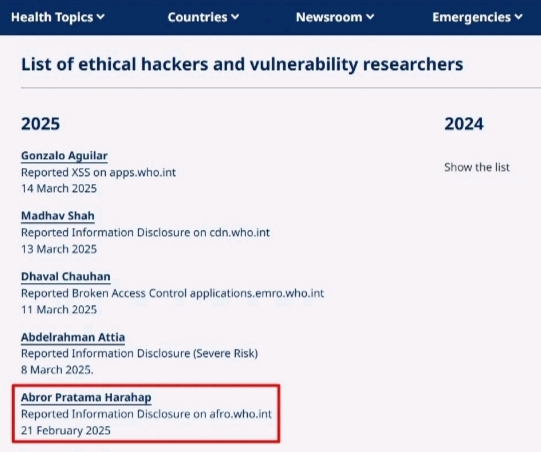 Health Topics Countries Newsroom Emergencies
List of ethical hackers and vulnerability researchers
2025
Gonzalo Aguilar
Reported XSS on apps.who.int
14 March 2025
Madhav Shah
Reported Information Disclosure on cdn.who.int
13 March 2025
Dhaval Chauhan
Reported Broken Access Control applications.emro.who.int
11 March 2025
Abdelrahman Attia
Reported Information Disclosure (Severe Risk)
8 March 2025.
Abror Pratama Harahap
Reported Information Disclosure on afro.who.int
21 February 2025
2024
Show the list